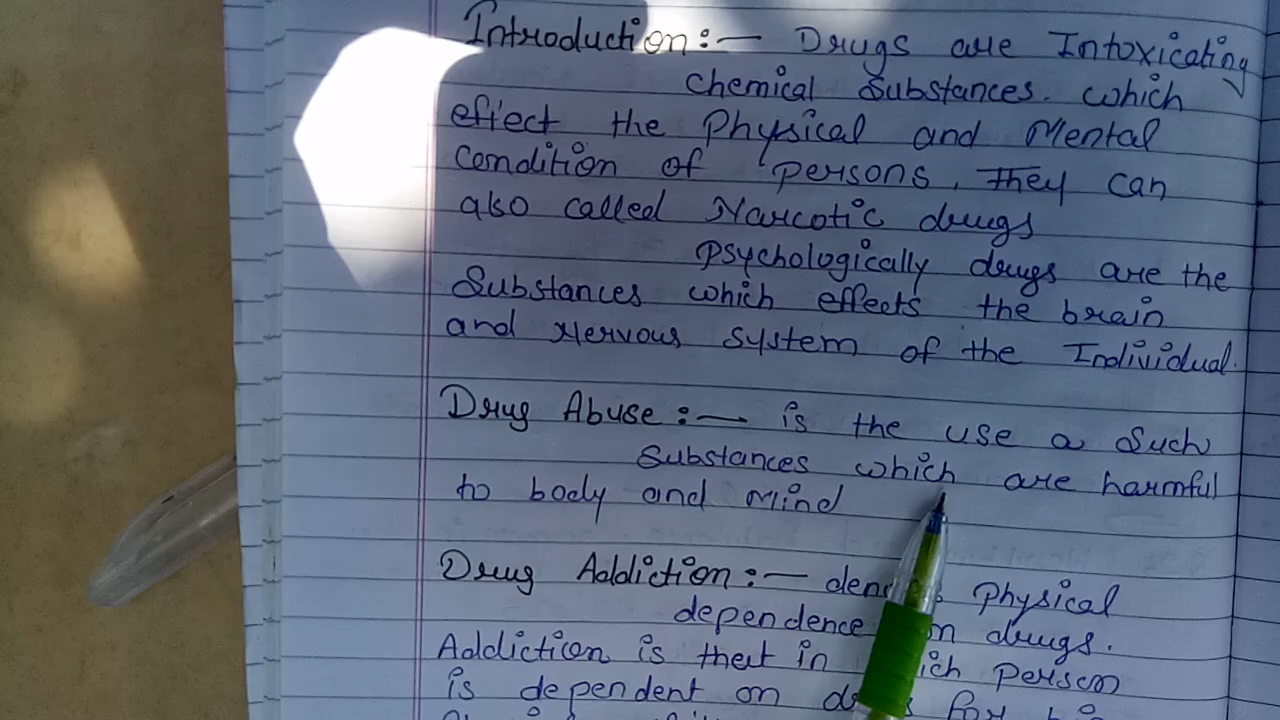 Introduction:— Drugs are Intoxicating
Chemical Substances. which
effect the Physical and Mental
Condition of persons, They can
also called Narcotic drugs
Psychologically drugs are the
Substances which effects the brain
and Nervous System of the Individual.
Drug Abuse:— is the use a Such
Substances which are harmful
to body and Mind
Drug Addiction:— Physical
dependence drugs.
Addiction is that in Person
is dependent on for